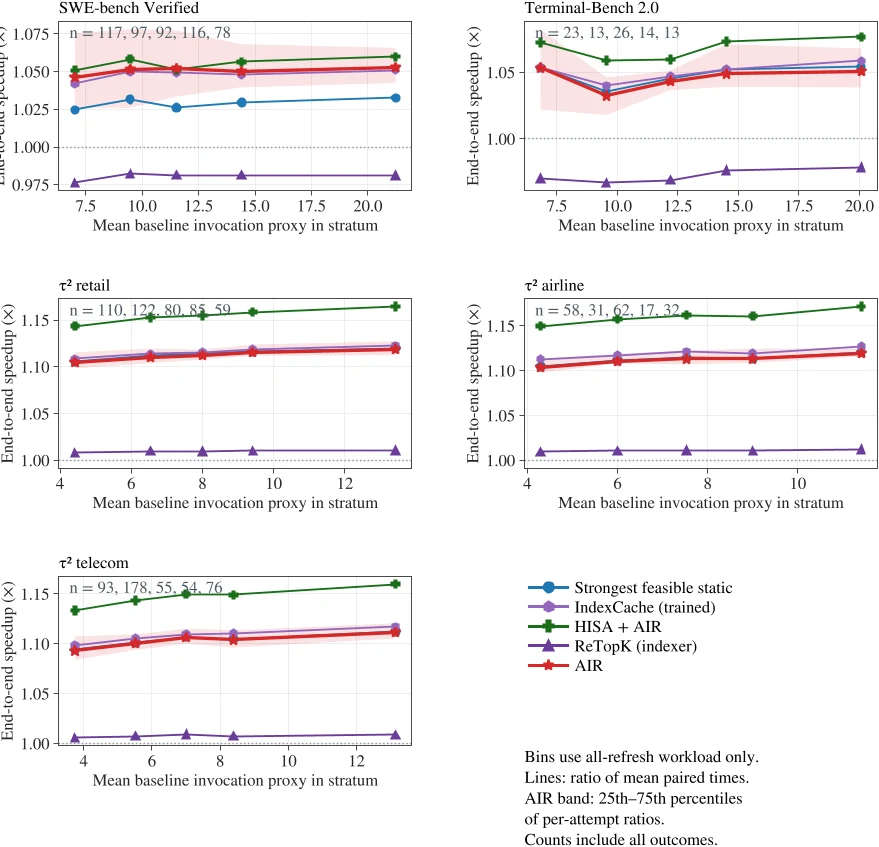 SWE-bench Verified
n = 117, 97, 92, 116, 78
End-to-end speedup (×)
1.075
1.050
1.025
1.000
0.975
7.5 10.0 12.5 15.0 17.5 20.0
Mean baseline invocation proxy in stratum
Terminal-Bench 2.0
n = 23, 13, 26, 14, 13
End-to-end speedup (×)
1.05
1.00
7.5 10.0 12.5 15.0 17.5 20.0
Mean baseline invocation proxy in stratum
τ² retail
n = 110, 122, 80, 85, 59
End-to-end speedup (×)
1.15
1.10
1.05
1.00
4 6 8 10 12
Mean baseline invocation proxy in stratum
τ² airline
n = 58, 31, 62, 17, 32
End-to-end speedup (×)
1.15
1.10
1.05
1.00
4 6 8 10
Mean baseline invocation proxy in stratum
τ² telecom
n = 93, 178, 55, 54, 76
End-to-end speedup (×)
1.15
1.10
1.05
1.00
4 6 8 10 12
Mean baseline invocation proxy in stratum
Strongest feasible static
IndexCache (trained)
HISA + AIR
ReTopK (indexer)
AIR
Bins use all-refresh workload only.
Lines: ratio of mean paired times.
AIR band: 25th–75th percentiles
of per-attempt ratios.
Counts include all outcomes.